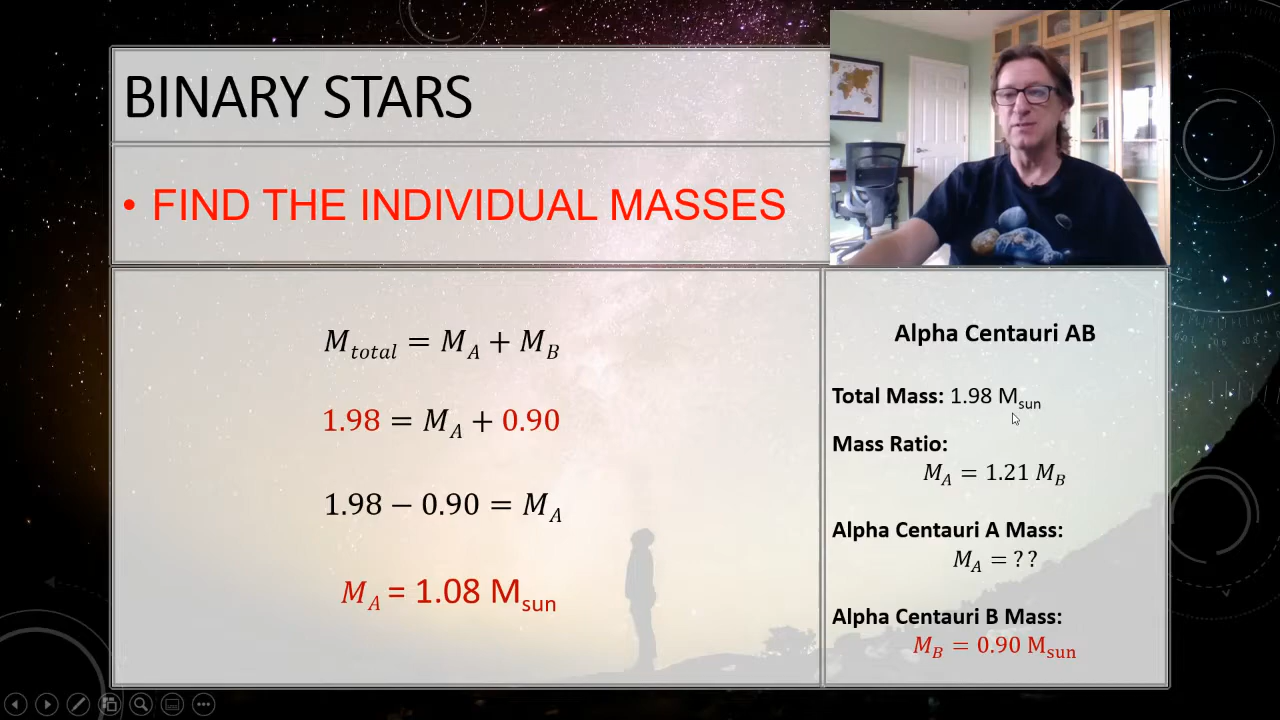 BINARY STARS
• FIND THE INDIVIDUAL MASSES
M_total = M_A + M_B
1.98 = M_A + 0.90
1.98 − 0.90 = M_A
M_A = 1.08 M_sun
Alpha Centauri AB
Total Mass: 1.98 M_sun
Mass Ratio:
M_A = 1.21 M_B
Alpha Centauri A Mass:
M_A = ??
Alpha Centauri B Mass:
M_B = 0.90 M_sun